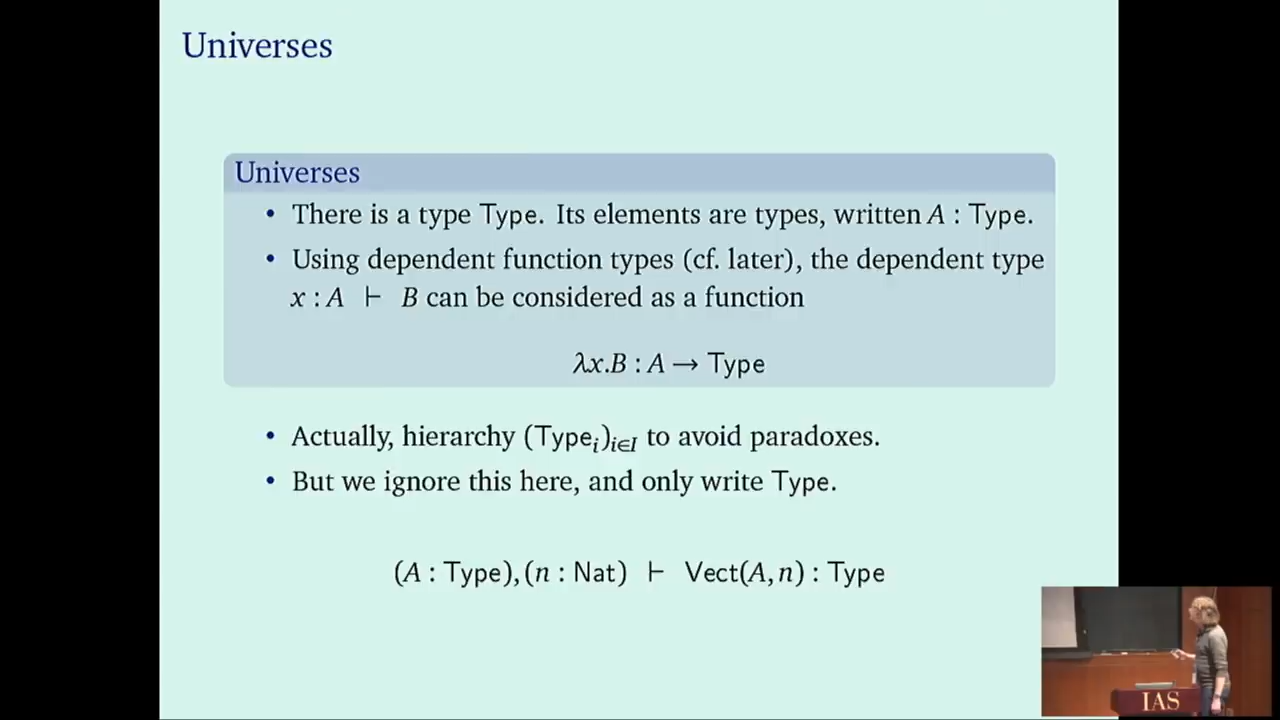 Universes
Universes
• There is a type Type. Its elements are types, written A : Type.
• Using dependent function types (cf. later), the dependent type
x : A ⊢ B can be considered as a function
λx.B : A → Type
• Actually, hierarchy (Typeᵢ)ᵢ∈I to avoid paradoxes.
• But we ignore this here, and only write Type.
(A : Type), (n : Nat) ⊢ Vect(A, n) : Type
IAS